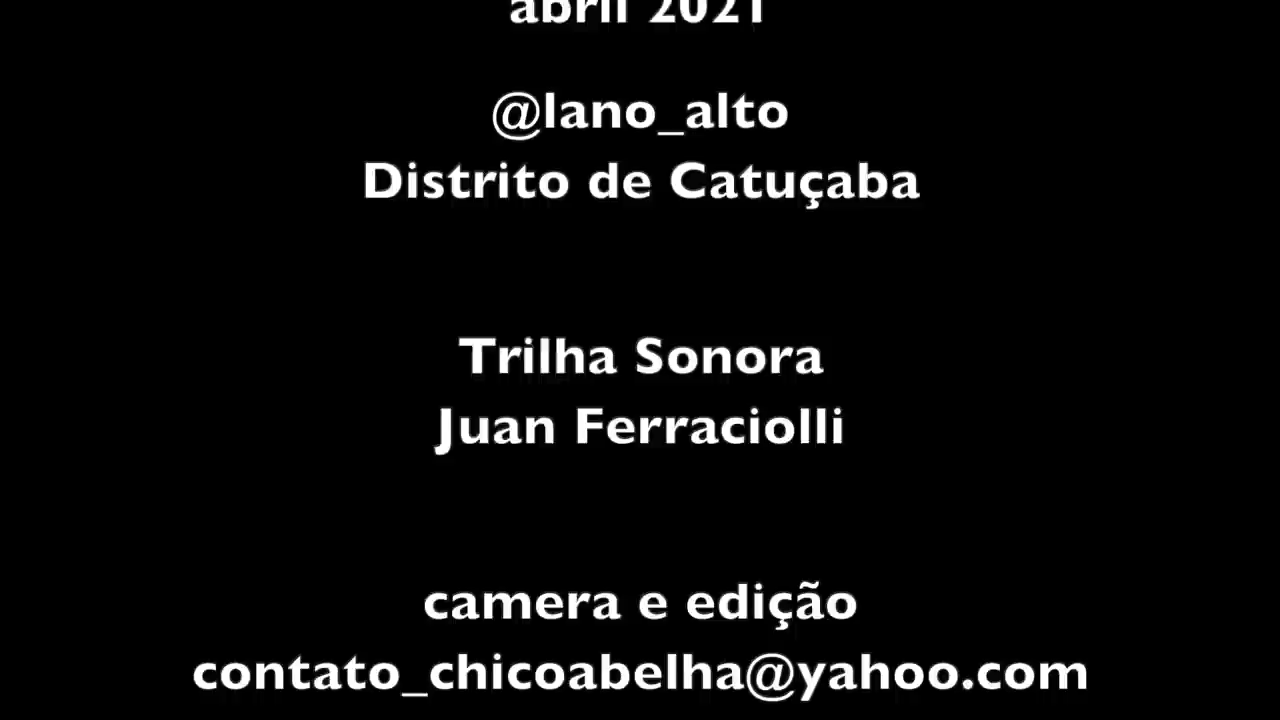 abril 2021
@lano_alto
Distrito de Catuçaba
Trilha Sonora
Juan Ferraciolli
camera e edição
contato_chicoabelha@yahoo.com